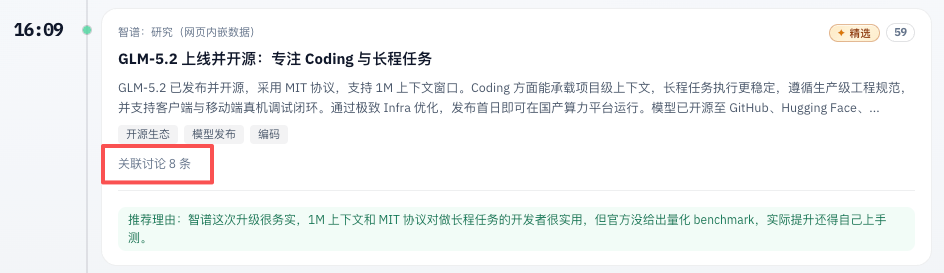 16:09
智谱：研究（网页内嵌数据）
✦ 精选
59
GLM-5.2 上线并开源：专注 Coding 与长程任务
GLM-5.2 已发布并开源，采用 MIT 协议，支持 1M 上下文窗口。Coding 方面能承载项目级上下文，长程任务执行更稳定，遵循生产级工程规范，
并支持客户端与移动端真机调试闭环。通过极致 Infra 优化，发布首日即可在国产算力平台运行。模型已开源至 GitHub、Hugging Face、...
开源生态 模型发布 编码
关联讨论 8 条
推荐理由：智谱这次升级很务实，1M 上下文和 MIT 协议对做长程任务的开发者很实用，但官方没给出量化 benchmark，实际提升还得自己上手
测。